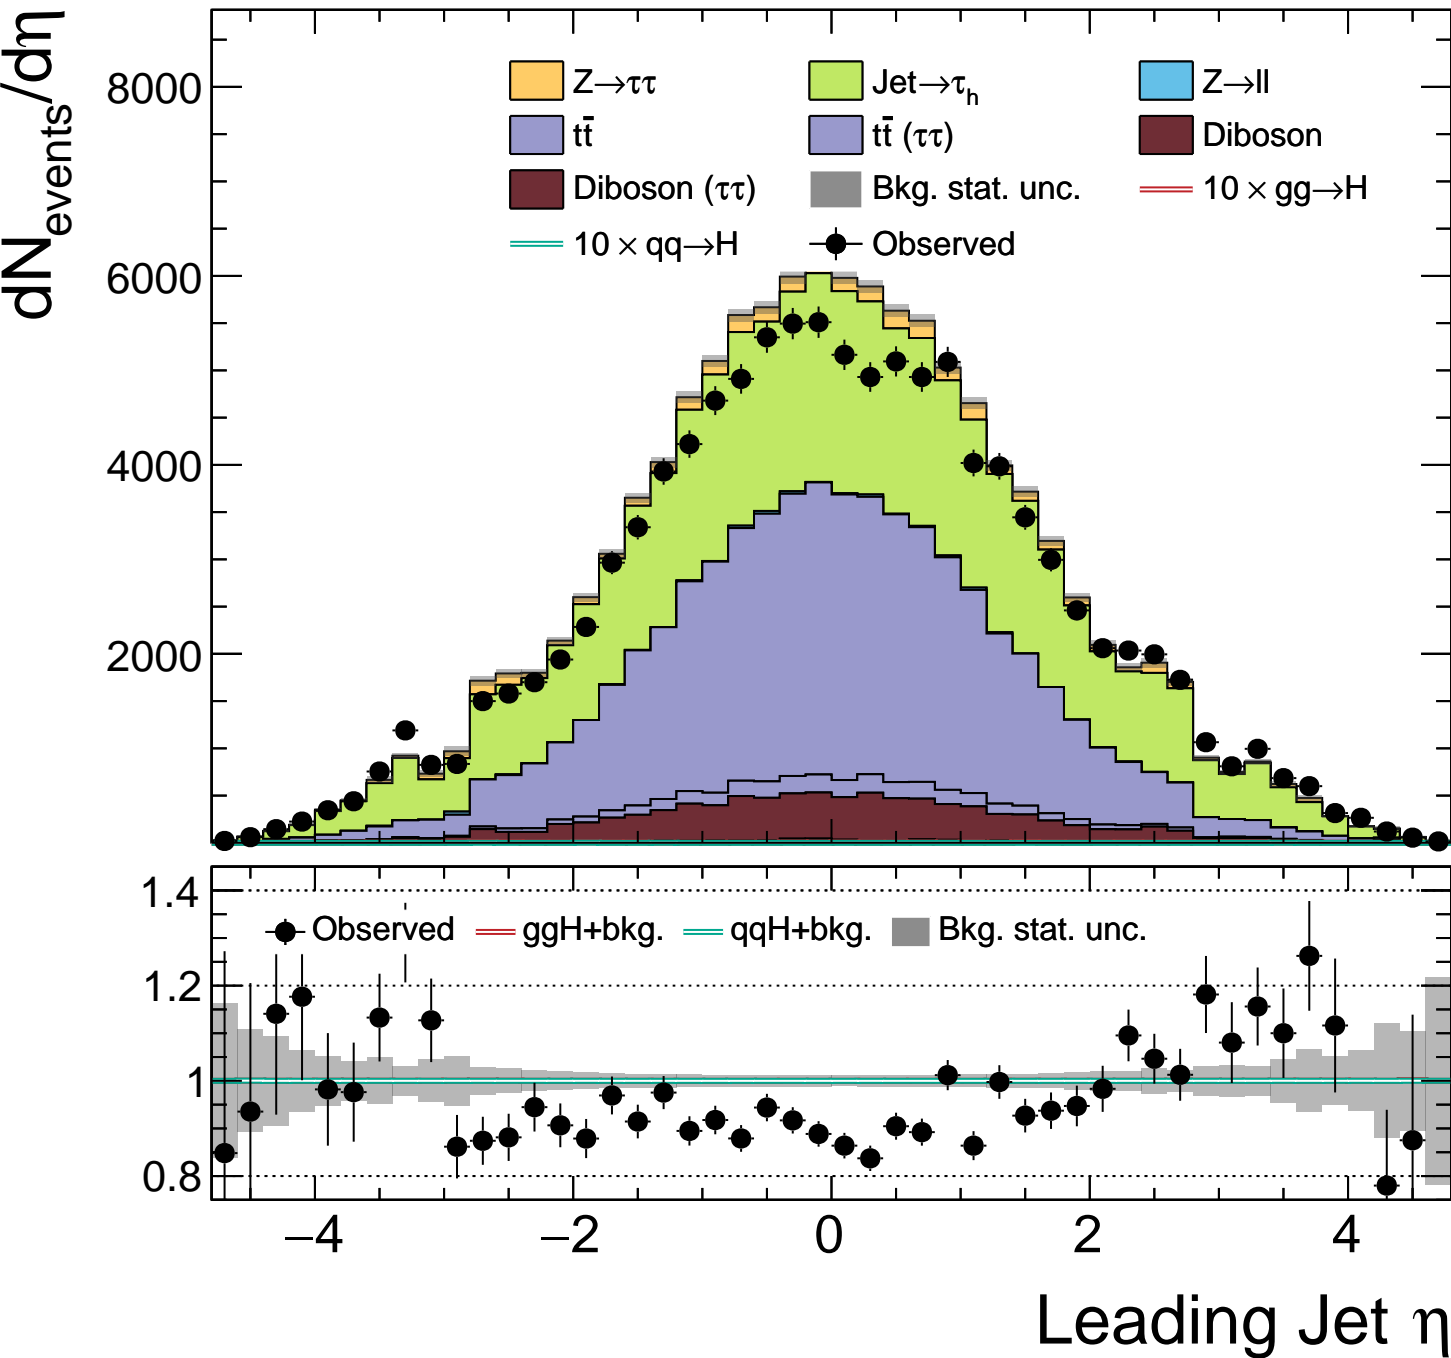 dN_events/dη
8000
6000
4000
2000
Z→ττ
Jet→τ_h
Z→ll
tt̄
tt̄ (ττ)
Diboson
Diboson (ττ)
Bkg. stat. unc.
10 × gg→H
10 × qq→H
Observed
1.4
1.2
1
0.8
Observed
ggH+bkg.
qqH+bkg.
Bkg. stat. unc.
−4
−2
0
2
4
Leading Jet η